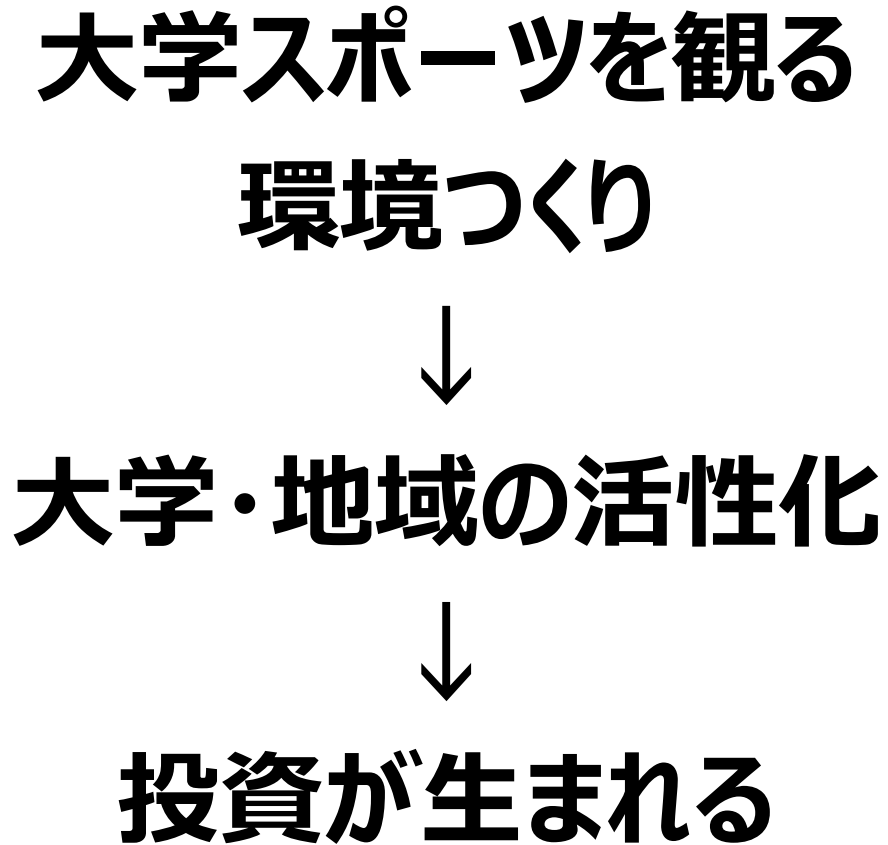 大学スポーツを観る
環境つくり
↓
大学・地域の活性化
↓
投資が生まれる